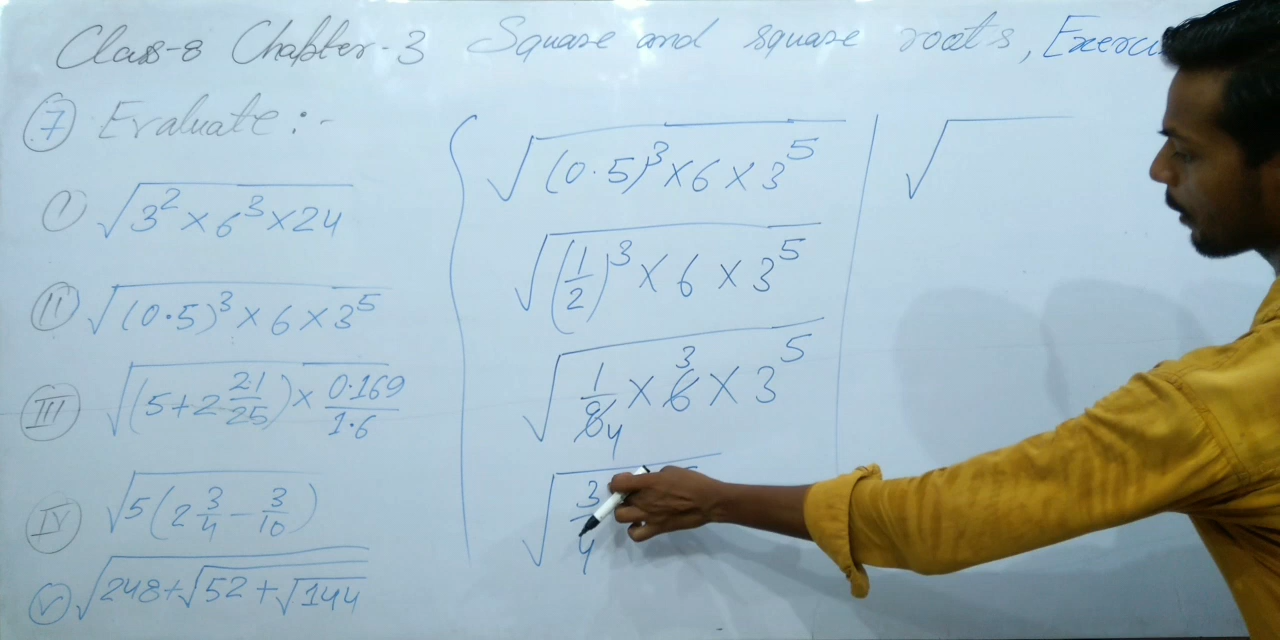 Class-8 Chapter-3 Square and square roots, Exerci
7 Evaluate :-
I √(3² × 6³ × 24)
II √((0.5)³ × 6 × 3⁵)
III √((5 + 2 21/25) × 0.169/1.6)
IV √(5(2 3/4 - 3/10))
V √(248 + √(52 + √144))
√((0.5)³ × 6 × 3⁵)
√((1/2)³ × 6 × 3⁵)
3
√(1/8 × 6 × 3⁵)
4
√(3/4
√